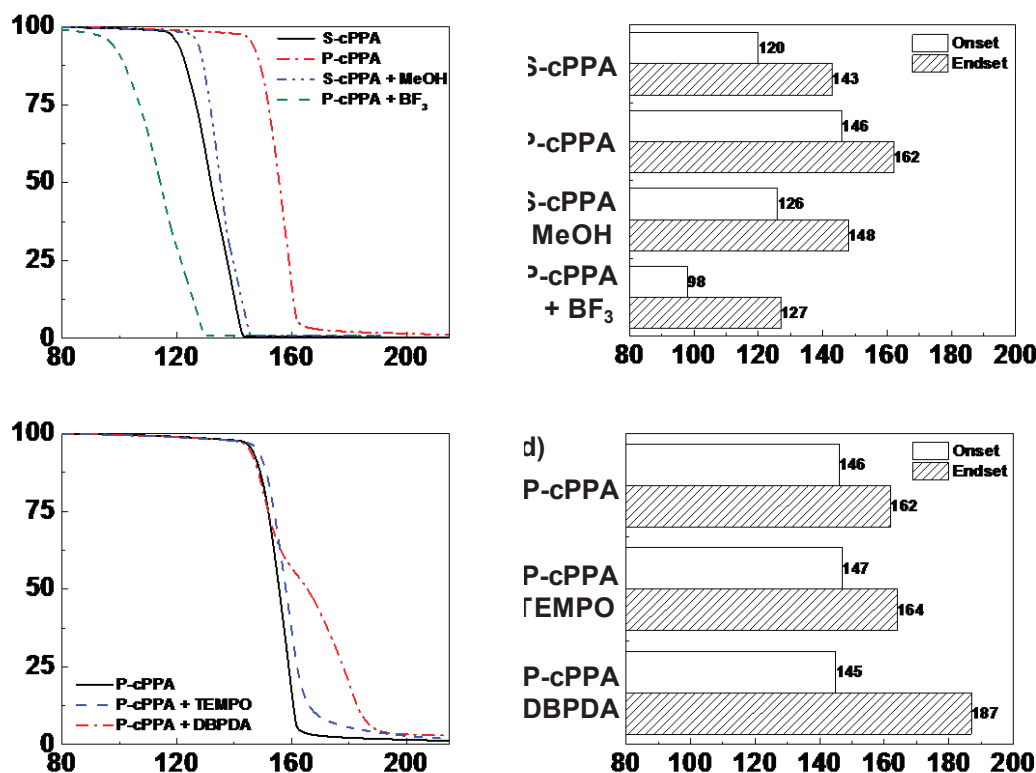 100
75
50
25
0
80 120 160 200
S-cPPA
P-cPPA
S-cPPA + MeOH
P-cPPA + BF₃
Onset
Endset
S-cPPA
120
143
P-cPPA
146
162
S-cPPA
MeOH
126
148
P-cPPA
+ BF₃
98
127
80 100 120 140 160 180 200
100
75
50
25
0
80 120 160 200
P-cPPA
P-cPPA + TEMPO
P-cPPA + DBPDA
d)
Onset
Endset
P-cPPA
146
162
P-cPPA
TEMPO
147
164
P-cPPA
DBPDA
145
187
80 100 120 140 160 180 200